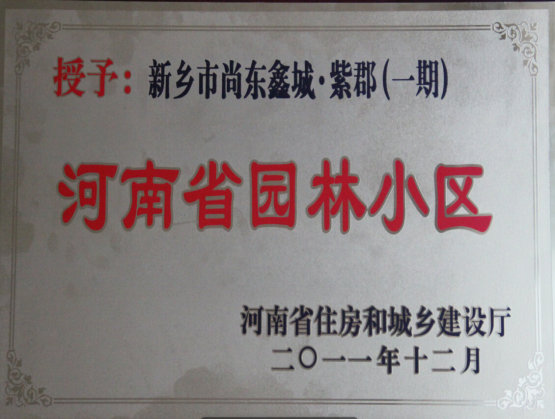 授予：新乡市尚东鑫城·紫郡(一期)
河南省园林小区
河南省住房和城乡建设厅
二〇一一年十二月